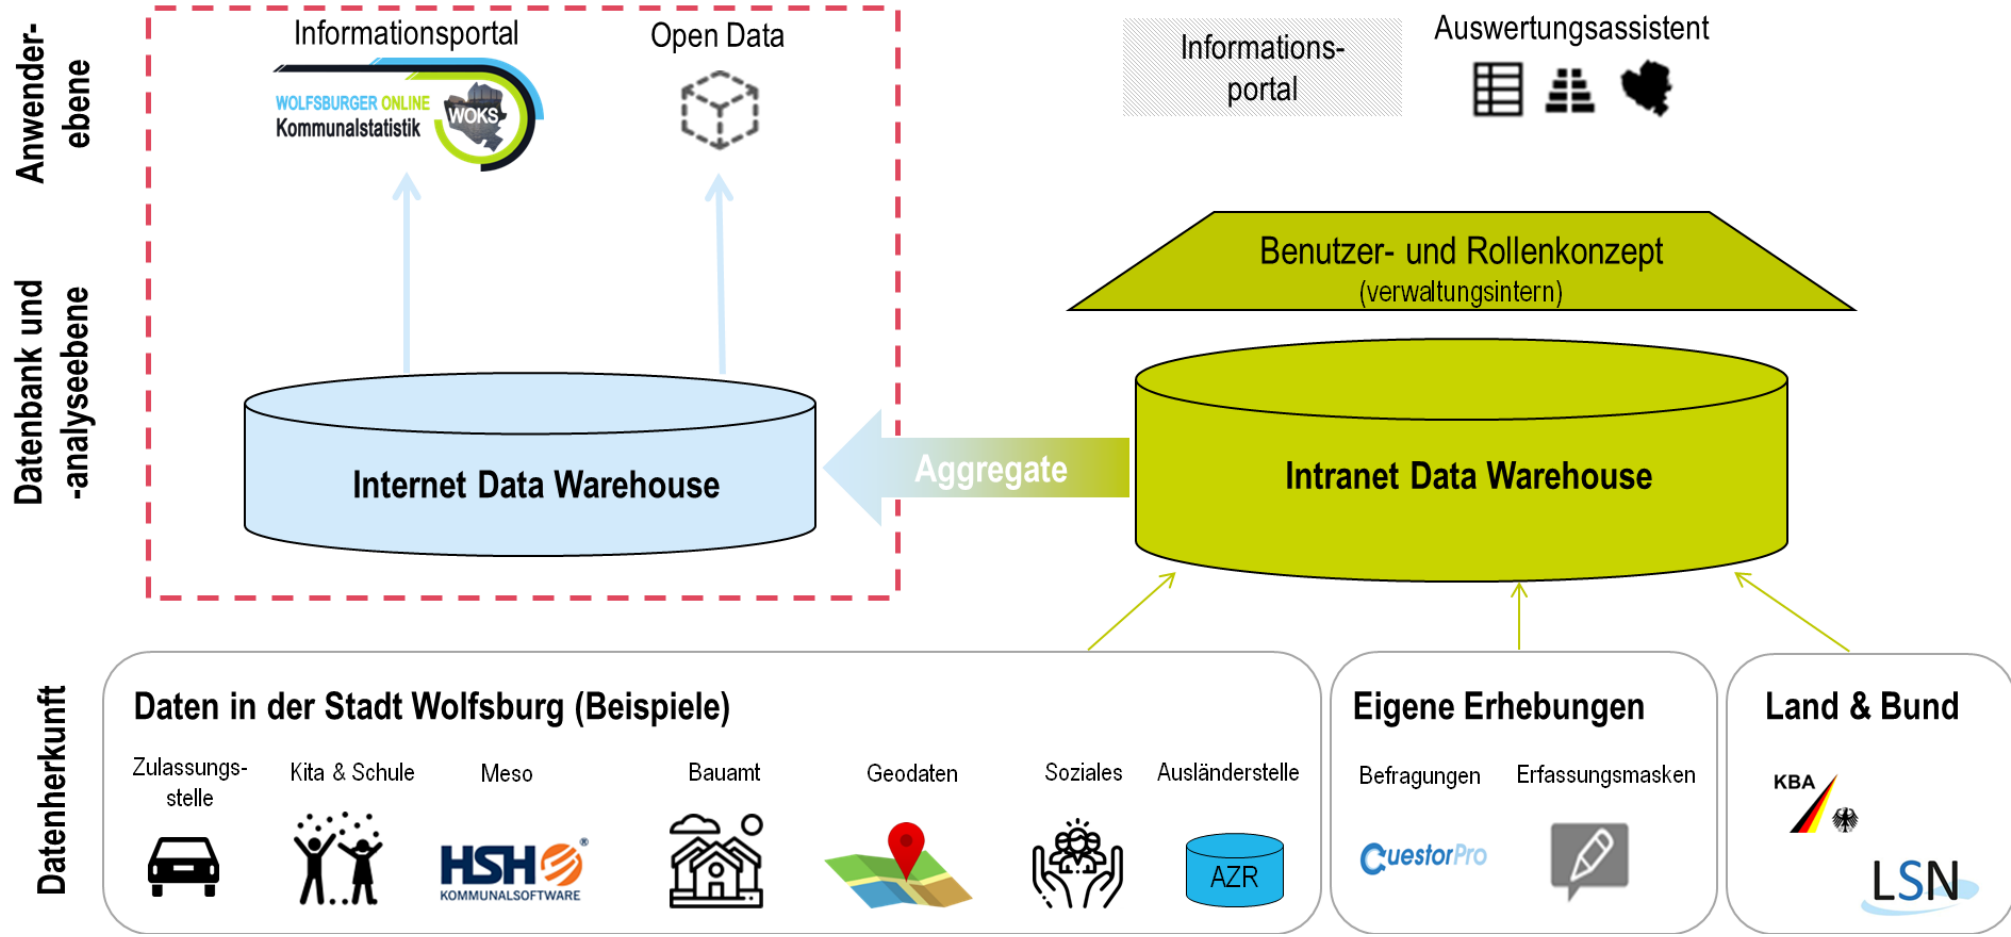 Anwender-
ebene
Informationsportal
WOLFSBURGER ONLINE
Kommunalstatistik
WOKS
Open Data
Informations-
portal
Auswertungsassistent
Datenbank und
-analyseebene
Benutzer- und Rollenkonzept
(verwaltungsintern)
Internet Data Warehouse
Aggregate
Intranet Data Warehouse
Datenherkunft
Daten in der Stadt Wolfsburg (Beispiele)
Zulassungs-
stelle
Kita & Schule
Meso
HSH®
KOMMUNALSOFTWARE
Bauamt
Geodaten
Soziales
Ausländerstelle
AZR
Eigene Erhebungen
Befragungen
QuestorPro
Erfassungsmasken
Land & Bund
KBA
LSN